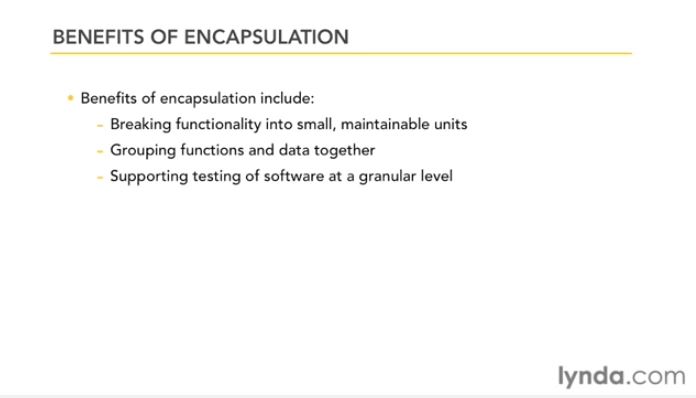 BENEFITS OF ENCAPSULATION
• Benefits of encapsulation include:
- Breaking functionality into small, maintainable units
- Grouping functions and data together
- Supporting testing of software at a granular level
lynda.com